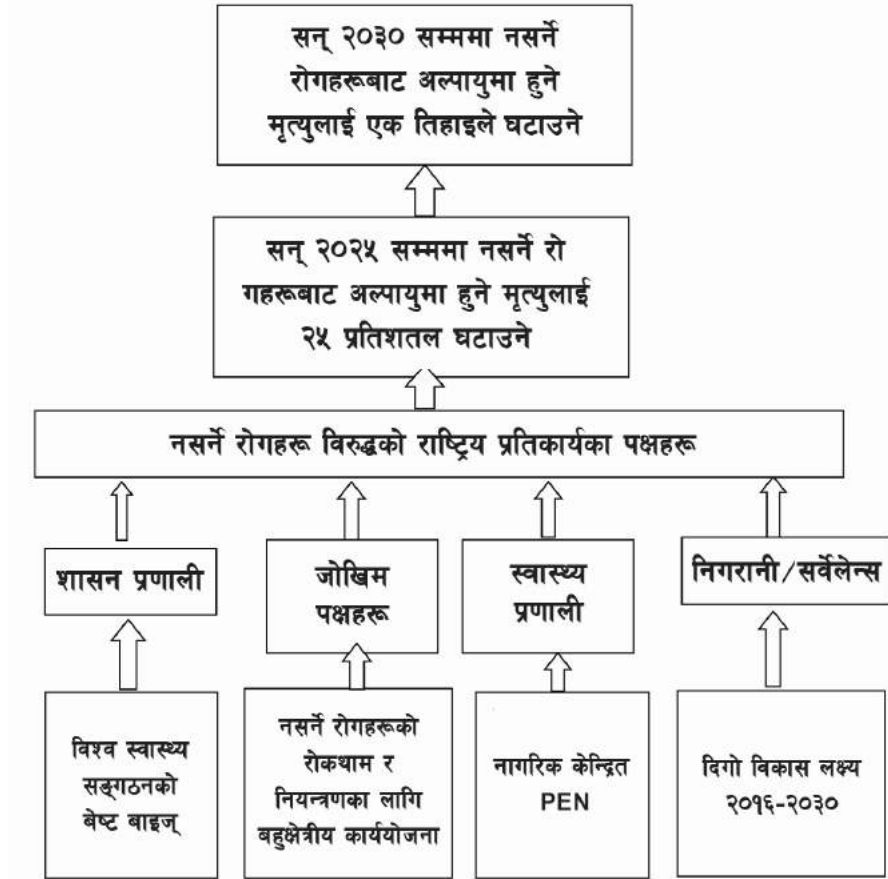 सन् २०३० सम्ममा नसर्ने
रोगहरूबाट अल्पायुमा हुने
मृत्युलाई एक तिहाइले घटाउने
सन् २०२५ सम्ममा नसर्ने रो
गहरूबाट अल्पायुमा हुने मृत्युलाई
२५ प्रतिशतल घटाउने
नसर्ने रोगहरू विरुद्धको राष्ट्रिय प्रतिकार्यका पक्षहरू
शासन प्रणाली
जोखिम
पक्षहरू
स्वास्थ्य
प्रणाली
निगरानी/सर्वेलेन्स
विश्व स्वास्थ्य
सङ्गठनको
बेष्ट बाइज्
नसर्ने रोगहरूको
रोकथाम र
नियन्त्रणका लागि
बहुक्षेत्रीय कार्ययोजना
नागरिक केन्द्रित
PEN
दिगो विकास लक्ष्य
२०१६-२०३०